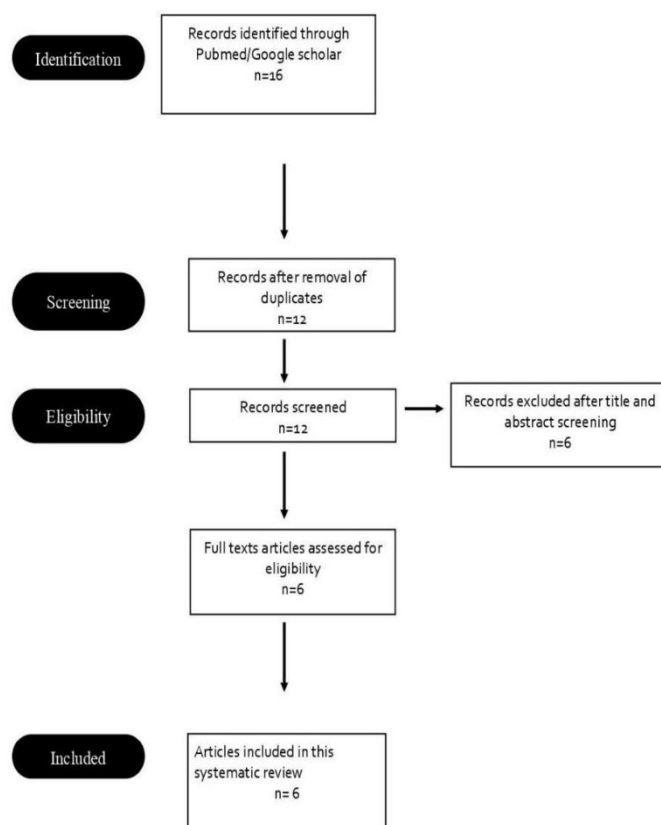 Identification
Records identified through
Pubmed/Google scholar
n=16
Screening
Records after removal of
duplicates
n=12
Eligibility
Records screened
n=12
Records excluded after title and
abstract screening
n=6
Full texts articles assessed for
eligibility
n=6
Included
Articles included in this
systematic review
n= 6